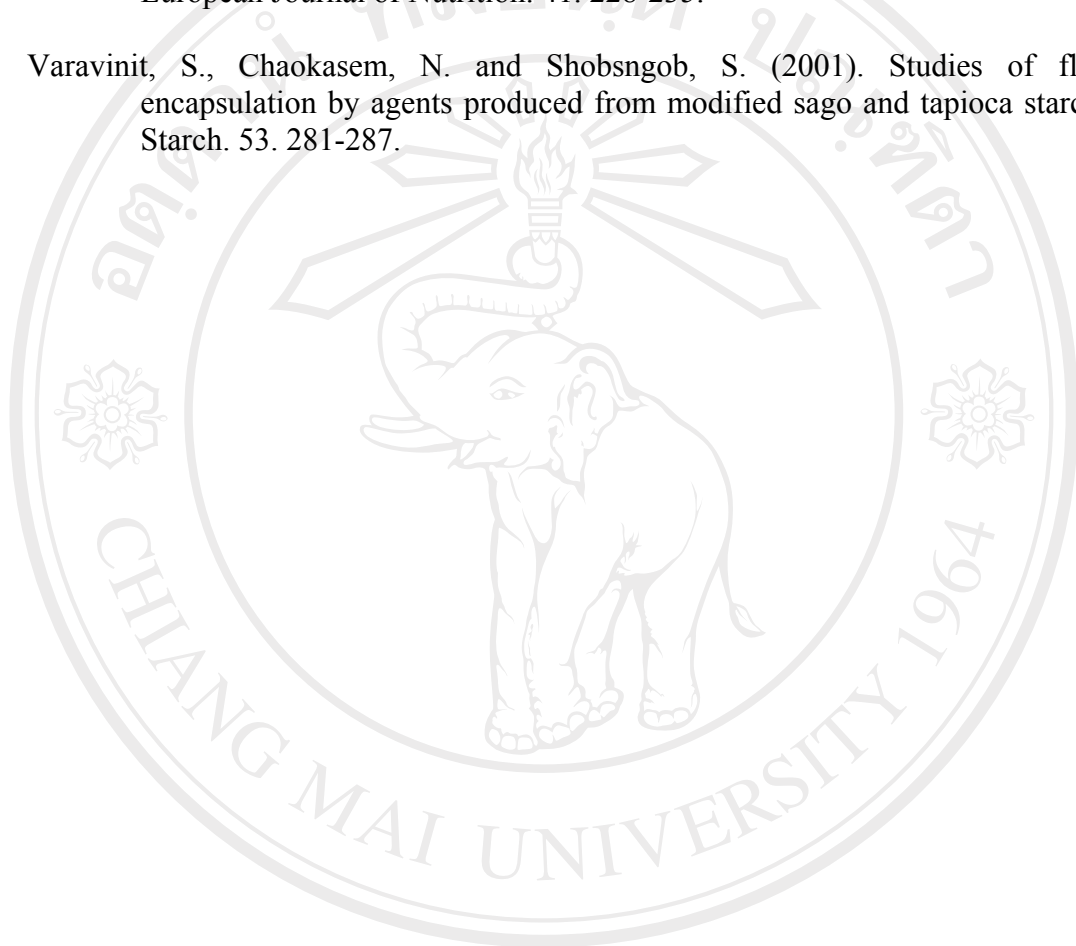 European Journal of Nutrition. 41. 228-235.
Varavinit, S., Chaokasem, N. and Shobsngob, S. (2001). Studies of fl
encapsulation by agents produced from modified sago and tapioca starc
Starch. 53. 281-287.
CHIANG MAI UNIVERSITY 1964